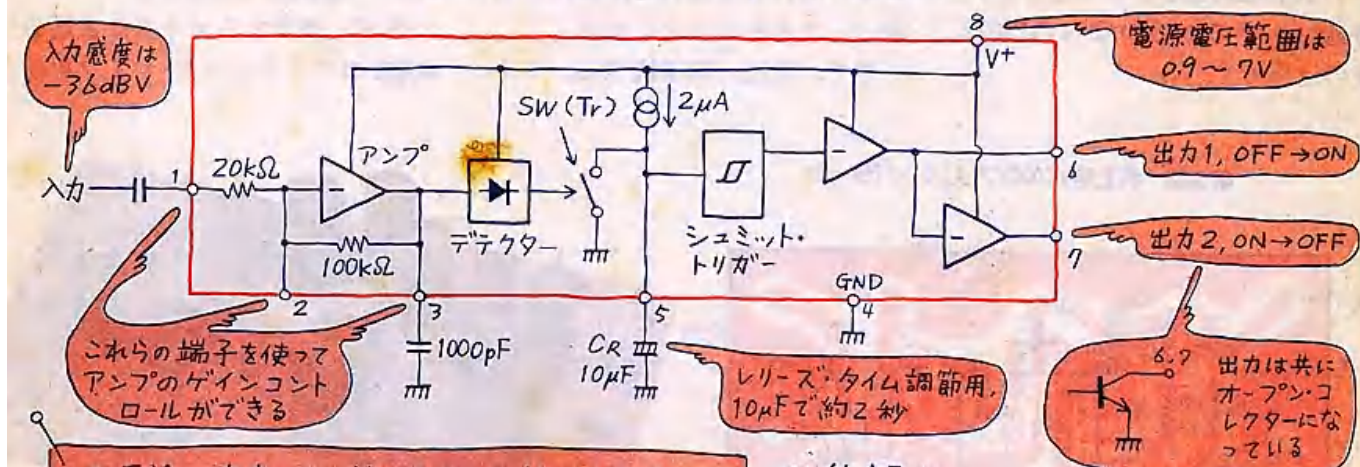 入力感度は
-36dBV
入力
1
20kΩ
アンプ
100kΩ
2
3
1000pF
デテクター
SW(Tr)
2μA
5
CR
10μF
シュミット・
トリガー
GND
4
8
V+
6
7
電源電圧範囲は
0.9～7V
出力1, OFF→ON
出力2, ON→OFF
これらの端子を使って
アンプのゲインコント
ロールができる
レリーズ・タイム調節用,
10μFで約2秒
6.7
出力は共に
オープン・コ
レクターにな
っている